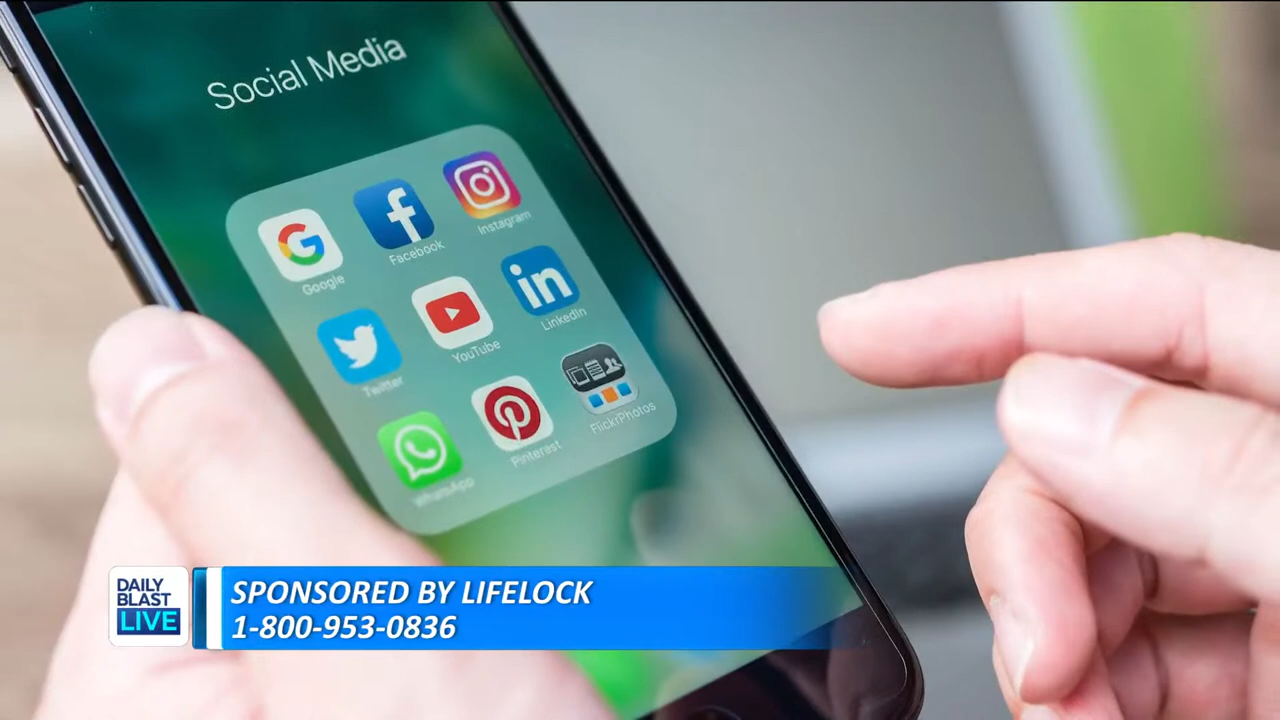 Social Media
Google
Facebook
Instagram
Twitter
YouTube
LinkedIn
WhatsApp
Pinterest
FlickrPhotos
DAILY
BLAST
LIVE
SPONSORED BY LIFELOCK
1-800-953-0836